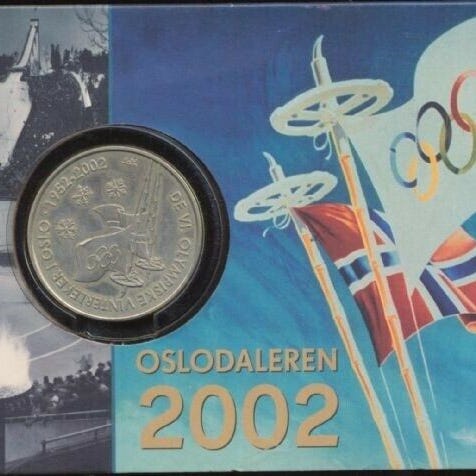 DE VI. OLYMPISKE VINTERLEKER I OSLO · 1952-2002 ·
OSLODALEREN
2002